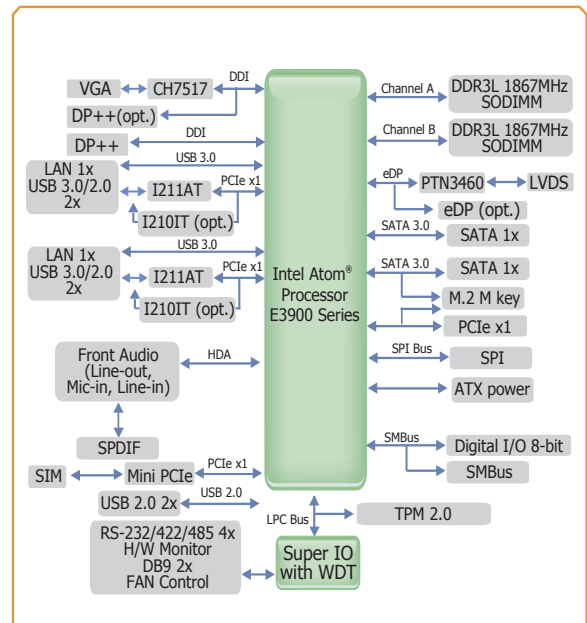 VGA
CH7517
DDI
DP++(opt.)
DP++
DDI
LAN 1x
USB 3.0/2.0
2x
USB 3.0
I211AT
PCIe x1
I210IT (opt.)
LAN 1x
USB 3.0/2.0
2x
USB 3.0
I211AT
PCIe x1
I210IT (opt.)
Front Audio
(Line-out,
Mic-in, Line-in)
HDA
SPDIF
SIM
Mini PCIe
PCIe x1
USB 2.0 2x
USB 2.0
RS-232/422/485 4x
H/W Monitor
DB9 2x
FAN Control
Intel Atom®
Processor
E3900 Series
LPC Bus
Super IO
with WDT
TPM 2.0
Channel A
DDR3L 1867MHz
SODIMM
Channel B
DDR3L 1867MHz
SODIMM
eDP
PTN3460
LVDS
eDP (opt.)
SATA 3.0
SATA 1x
SATA 3.0
SATA 1x
M.2 M key
PCIe x1
SPI Bus
SPI
ATX power
SMBus
Digital I/O 8-bit
SMBus